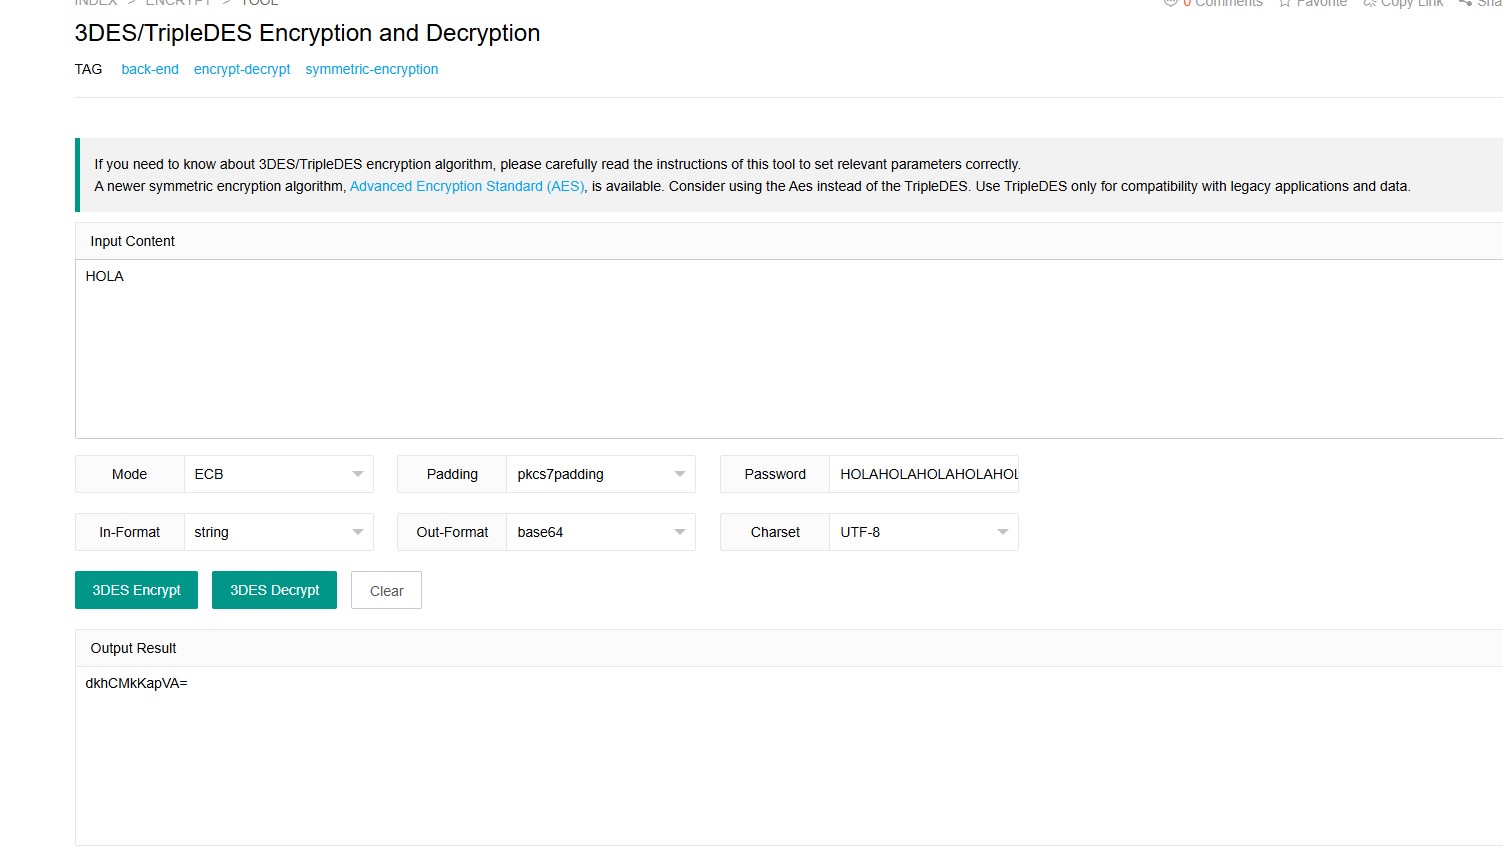 INDEX > ENCRYPT > TOOL
0 Comments Favorite Copy Link
3DES/TripleDES Encryption and Decryption
TAG back-end encrypt-decrypt symmetric-encryption
If you need to know about 3DES/TripleDES encryption algorithm, please carefully read the instructions of this tool to set relevant parameters correctly.
A newer symmetric encryption algorithm, Advanced Encryption Standard (AES), is available. Consider using the Aes instead of the TripleDES. Use TripleDES only for compatibility with legacy applications and data.
Input Content
HOLA
Mode ECB Padding pkcs7padding Password HOLAHOLAHOLAHOLAHOL
In-Format string Out-Format base64 Charset UTF-8
3DES Encrypt 3DES Decrypt Clear
Output Result
dkhCMkKapVA=